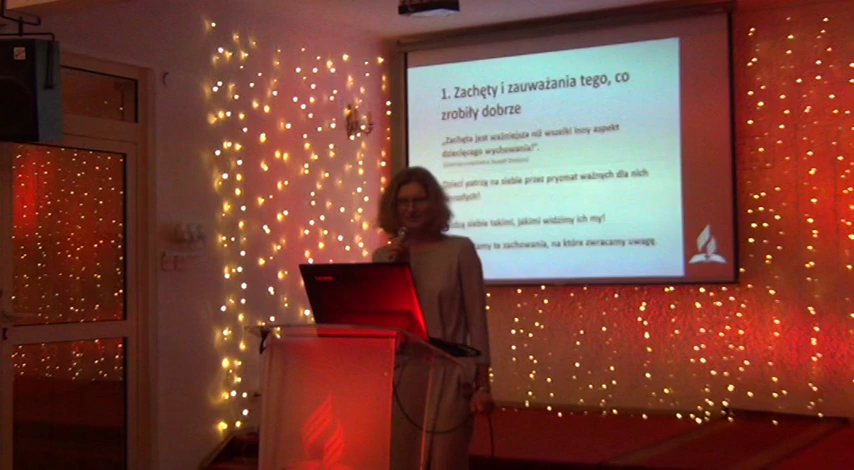 1. Zachęty i zauważania tego, co
zrobiły dobrze
„Zachęta jest ważniejsza niż wszelki inny aspekt
dziecięcego wychowania”.
Dzieci patrzą na siebie przez pryzmat ważnych dla nich
siebie takimi, jakimi widzimy ich my!
te zachowania, na które zwracamy uwagę.